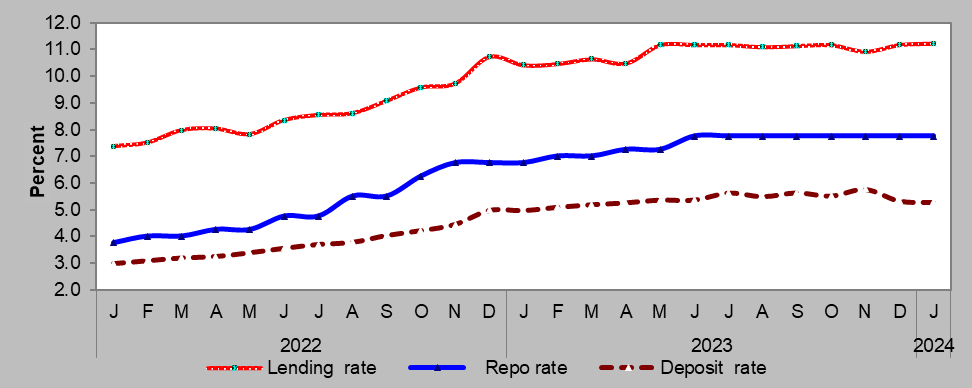 12.0
11.0
10.0
9.0
8.0
7.0
6.0
5.0
4.0
3.0
2.0
Percent
J F M A M J J A S O N D J F M A M J J A S O N D J
2022 2023 2024
Lending rate Repo rate Deposit rate